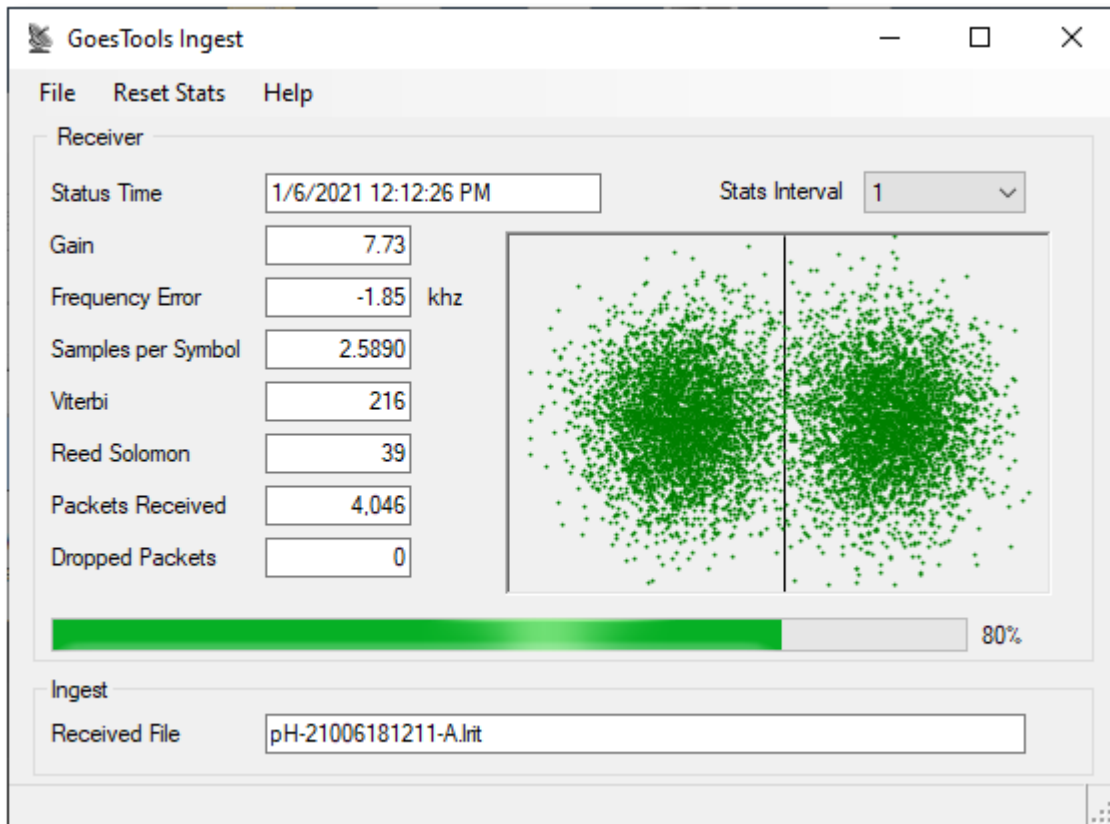 GoesTools Ingest
File Reset Stats Help
Receiver
Status Time 1/6/2021 12:12:26 PM Stats Interval 1
Gain 7.73
Frequency Error -1.85 khz
Samples per Symbol 2.5890
Viterbi 216
Reed Solomon 39
Packets Received 4,046
Dropped Packets 0
80%
Ingest
Received File pH-21006181211-A.lrit